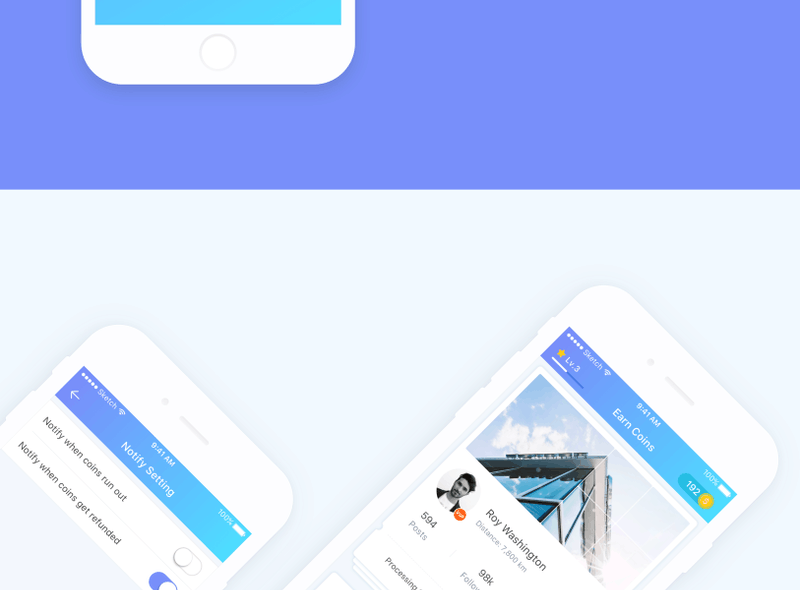 Sketch
9:41 AM
100%
Notify Setting
Notify when coins run out
Notify when coins get refunded
Sketch
9:41 AM
100%
Lv.3
Earn Coins
192
Roy Washington
Distance: 7,800 km
594
Posts
98k
Processing